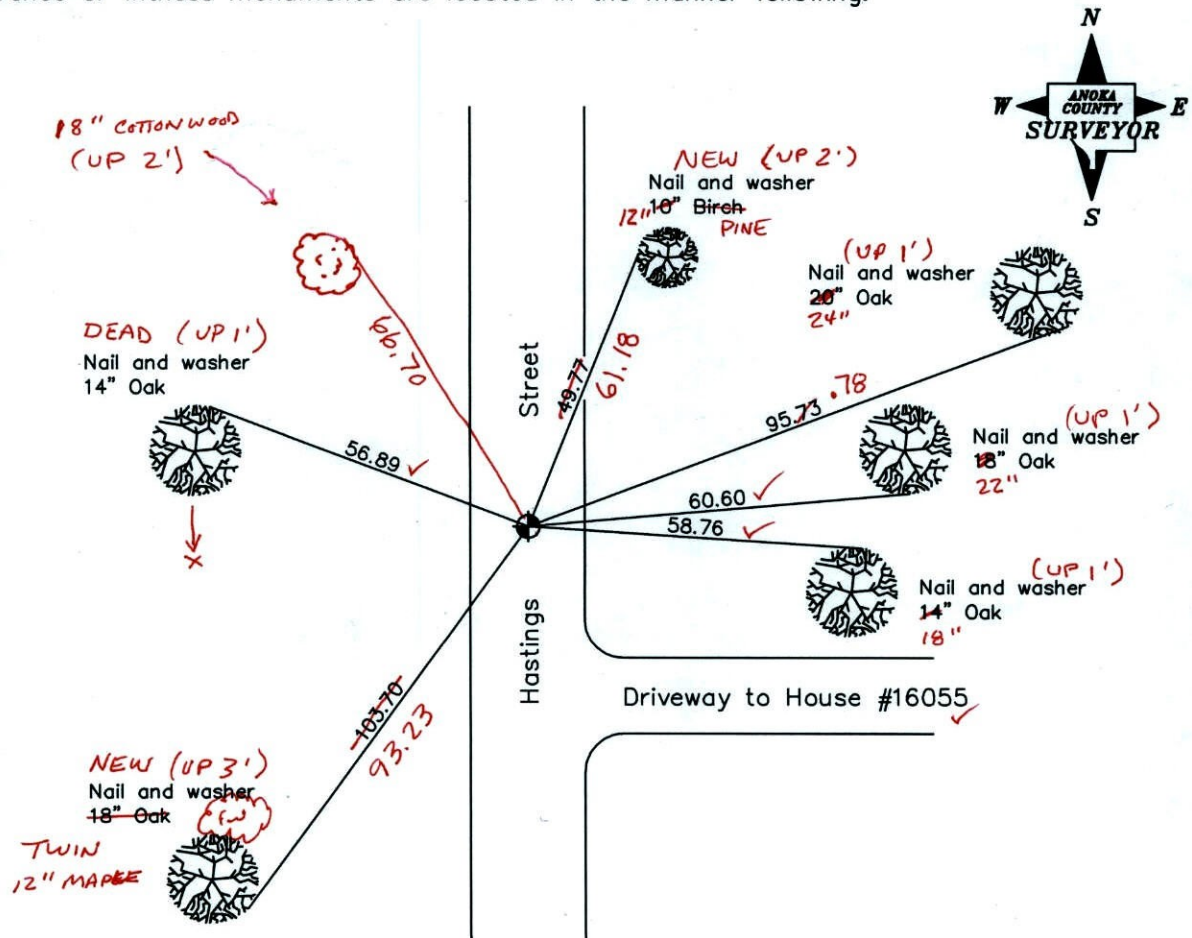 N
W
ANOKA
COUNTY
E
SURVEYOR
S
18" COTTONWOOD
(UP 2')
NEW (UP 2')
Nail and washer
12" 10" Birch
PINE
(UP 1')
Nail and washer
20" Oak
24"
DEAD (UP 1')
Nail and washer
14" Oak
66.70
Street
49.77
61.18
95.73 .78
56.89 ✓
(UP 1')
Nail and washer
18" Oak
22"
60.60 ✓
58.76 ✓
X
(UP 1')
Nail and washer
14" Oak
18"
Hastings
Driveway to House #16055 ✓
103.70
93.23
NEW (UP 3')
Nail and washer
18" Oak
TWIN
12" MAPLE